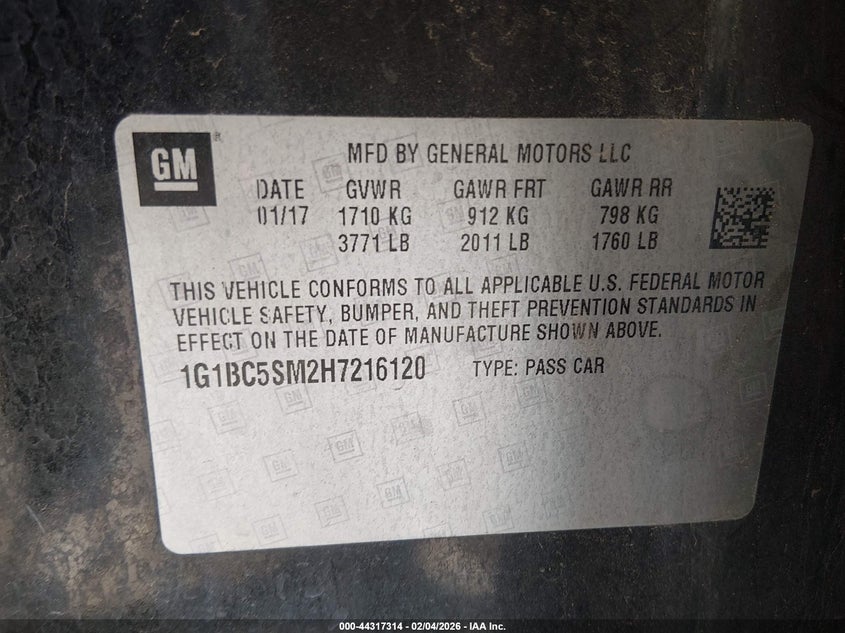 GM
MFD BY GENERAL MOTORS LLC
DATE GVWR GAWR FRT GAWR RR
01/17 1710 KG 912 KG 798 KG
3771 LB 2011 LB 1760 LB
THIS VEHICLE CONFORMS TO ALL APPLICABLE U.S. FEDERAL MOTOR
VEHICLE SAFETY, BUMPER, AND THEFT PREVENTION STANDARDS IN
EFFECT ON THE DATE OF MANUFACTURE SHOWN ABOVE.
1G1BC5SM2H7216120 TYPE: PASS CAR
000-44317314 - 02/04/2026 - IAA Inc.